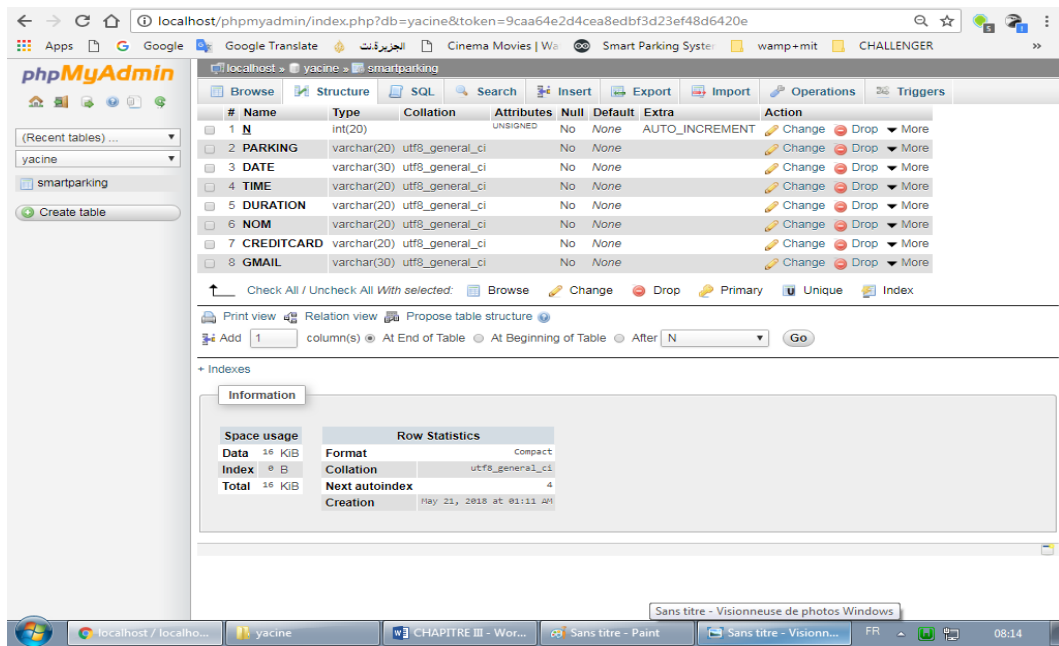 localhost/phpmyadmin/index.php?db=yacine&token=9caa64e2d4cea8edbf3d23ef48d6420e
Apps Google Google Translate الجزيرة.نت Cinema Movies | Wa Smart Parking Syster wamp+mit CHALLENGER »
phpMyAdmin
(Recent tables) ...
yacine
smartparking
Create table
localhost » yacine » smartparking
Browse Structure SQL Search Insert Export Import Operations Triggers
# Name Type Collation Attributes Null Default Extra Action
1 N int(20) UNSIGNED No None AUTO_INCREMENT Change Drop More
2 PARKING varchar(20) utf8_general_ci No None Change Drop More
3 DATE varchar(30) utf8_general_ci No None Change Drop More
4 TIME varchar(20) utf8_general_ci No None Change Drop More
5 DURATION varchar(20) utf8_general_ci No None Change Drop More
6 NOM varchar(20) utf8_general_ci No None Change Drop More
7 CREDITCARD varchar(20) utf8_general_ci No None Change Drop More
8 GMAIL varchar(30) utf8_general_ci No None Change Drop More
Check All / Uncheck All With selected: Browse Change Drop Primary Unique Index
Print view Relation view Propose table structure
Add 1 column(s) At End of Table At Beginning of Table After N Go
+ Indexes
Information
Space usage
Data 16 KiB
Index 0 B
Total 16 KiB
Row Statistics
Format Compact
Collation utf8_general_ci
Next autoindex 4
Creation May 21, 2018 at 01:11 AM
Sans titre - Visionneuse de photos Windows
localhost / localho... yacine CHAPITRE III - Wor... Sans titre - Paint Sans titre - Visionn... FR 08:14